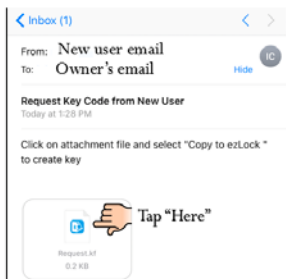 Inbox (1)
From: New user email
IC
To: Owner's email
Hide
Request Key Code from New User
Today at 1:28 PM
Click on attachment file and select "Copy to ezLock "
to create key
Tap "Here"
Request.kf
0.2 KB